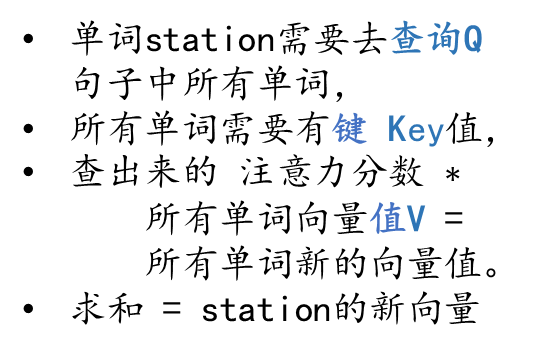 • 单词station需要去查询Q
句子中所有单词，
• 所有单词需要有键 Key值，
• 查出来的 注意力分数 *
所有单词向量值V =
所有单词新的向量值。
• 求和 = station的新向量